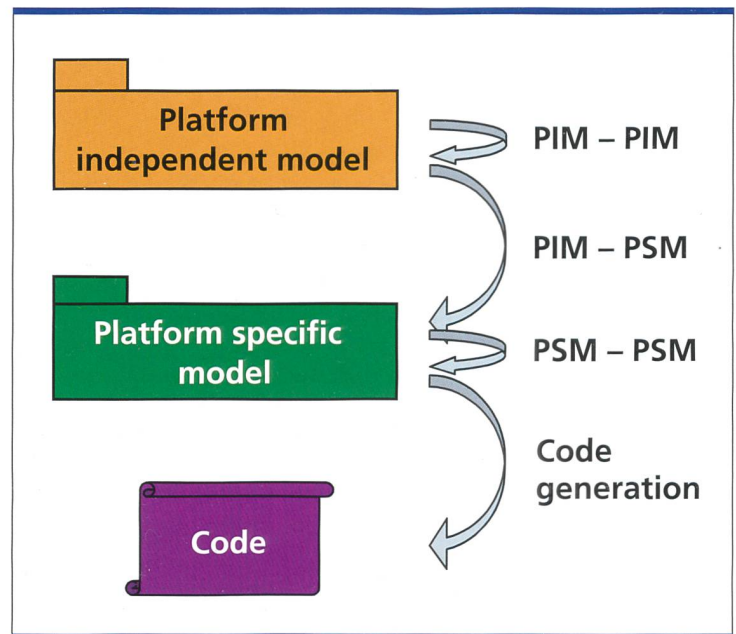 Platform
independent model
PIM – PIM
PIM – PSM
Platform specific
model
PSM – PSM
Code
generation
Code